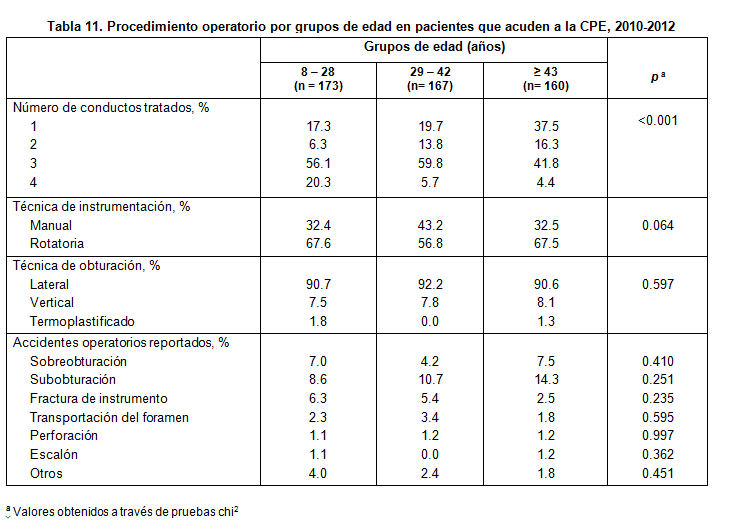 Tabla 11. Procedimiento operatorio por grupos de edad en pacientes que acuden a la CPE, 2010-2012
Grupos de edad (años)
8 – 28 29 – 42 ≥ 43 p ª
(n = 173) (n= 167) (n= 160)
Número de conductos tratados, % <0.001
1 17.3 19.7 37.5
2 6.3 13.8 16.3
3 56.1 59.8 41.8
4 20.3 5.7 4.4
Técnica de instrumentación, %
Manual 32.4 43.2 32.5 0.064
Rotatoria 67.6 56.8 67.5
Técnica de obturación, %
Lateral 90.7 92.2 90.6 0.597
Vertical 7.5 7.8 8.1
Termoplastificado 1.8 0.0 1.3
Accidentes operatorios reportados, %
Sobreobturación 7.0 4.2 7.5 0.410
Subobturación 8.6 10.7 14.3 0.251
Fractura de instrumento 6.3 5.4 2.5 0.235
Transportación del foramen 2.3 3.4 1.8 0.595
Perforación 1.1 1.2 1.2 0.997
Escalón 1.1 0.0 1.2 0.362
Otros 4.0 2.4 1.8 0.451
ª Valores obtenidos a través de pruebas chi²